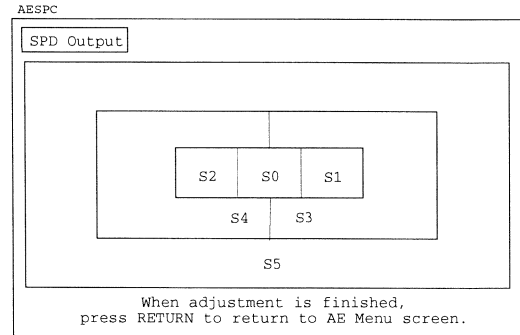 AESPC
SPD Output
S2 S0 S1
S4 S3
S5
When adjustment is finished,
press RETURN to return to AE Menu screen.